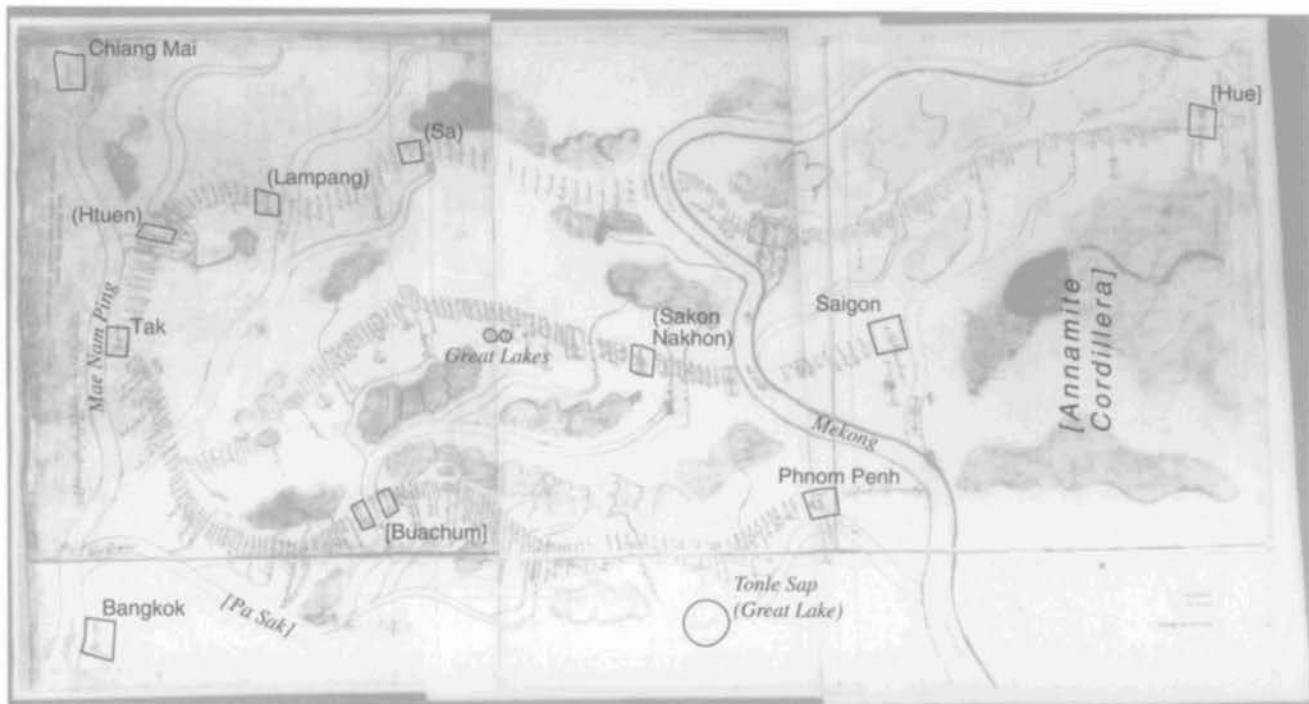 Chiang Mai
[Hue]
(Sa)
(Lampang)
(Htuen)
Mae Nam Ping
Tak
Great Lakes
(Sakon
Nakhon)
Saigon
[Annamite
Cordillera]
Mekong
Phnom Penh
[Buachum]
[Pa Sak]
Bangkok
Tonle Sap
(Great Lake)